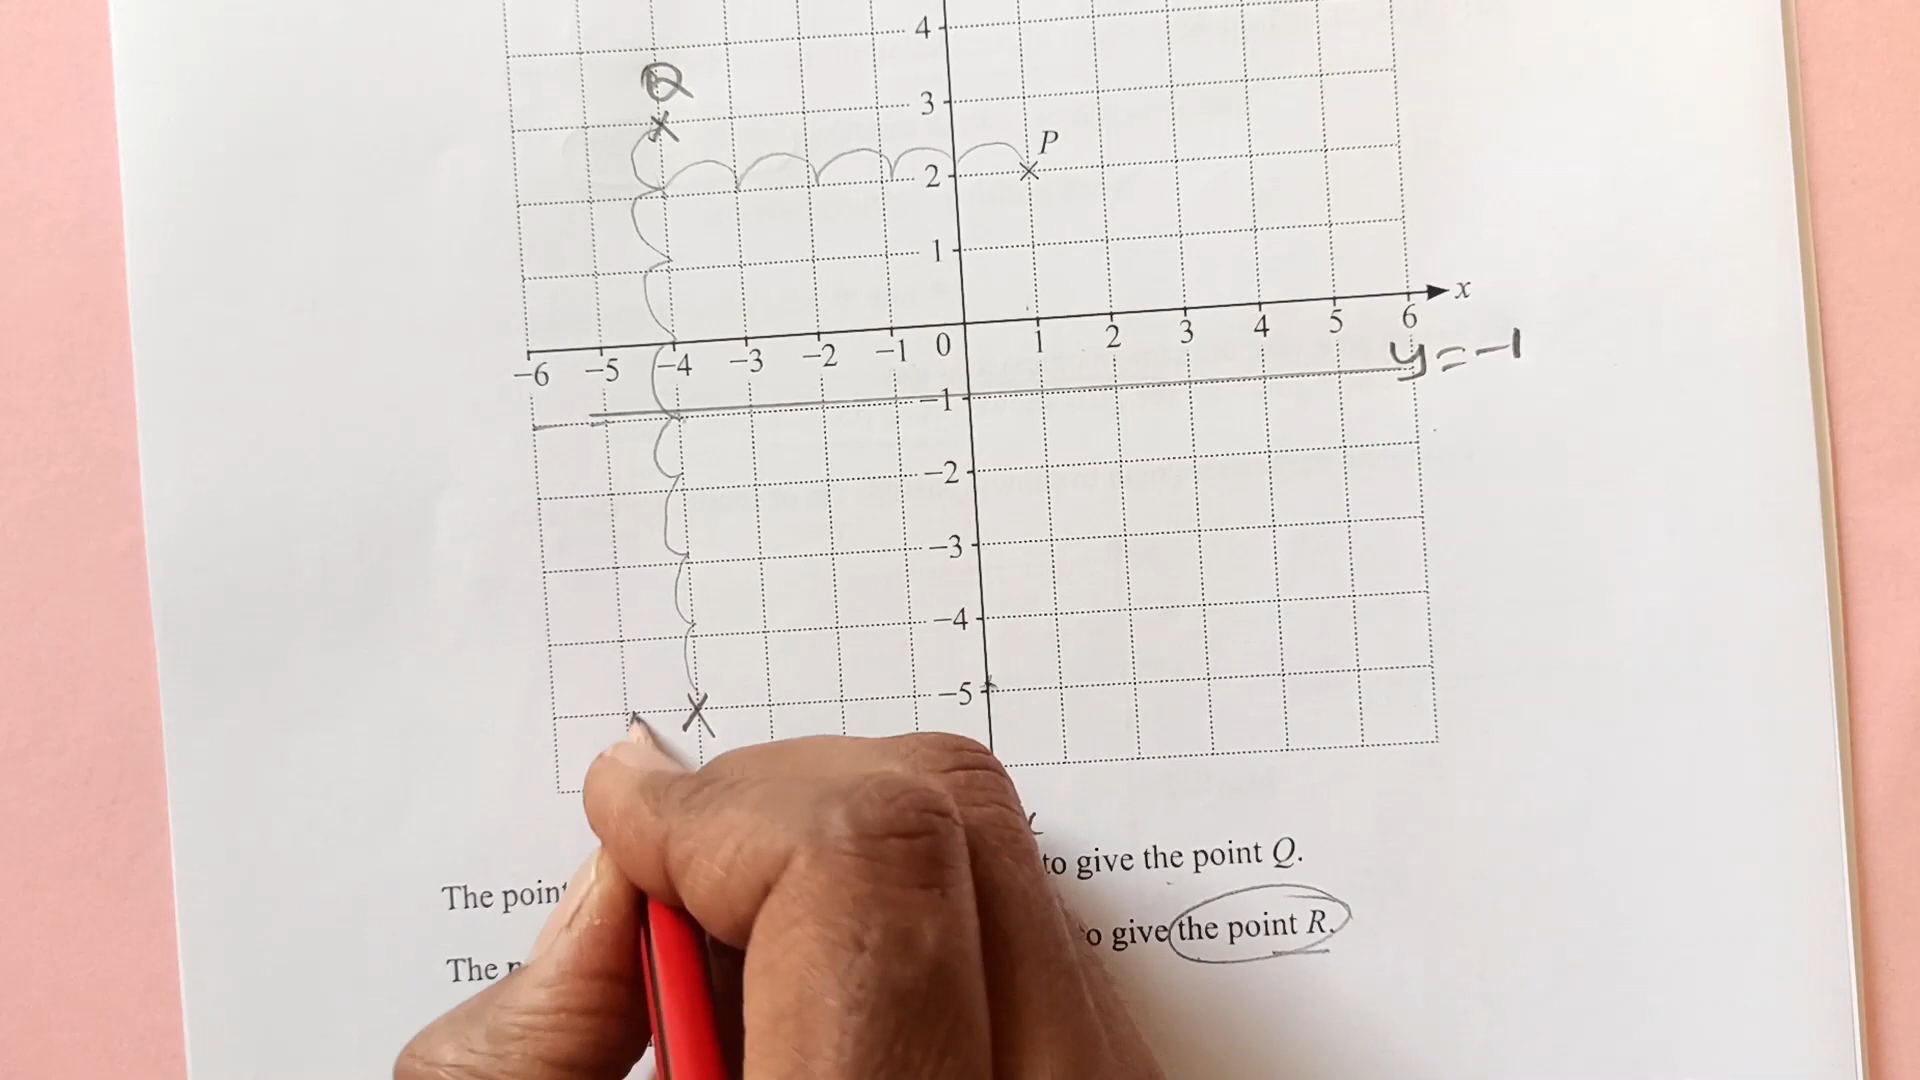 4
Q
3
P
2
1
x
−6 −5 −4 −3 −2 −1 0 1 2 3 4 5 6
y=-1
−1
−2
−3
−4
−5
The point to give the point Q.
The to give the point R.